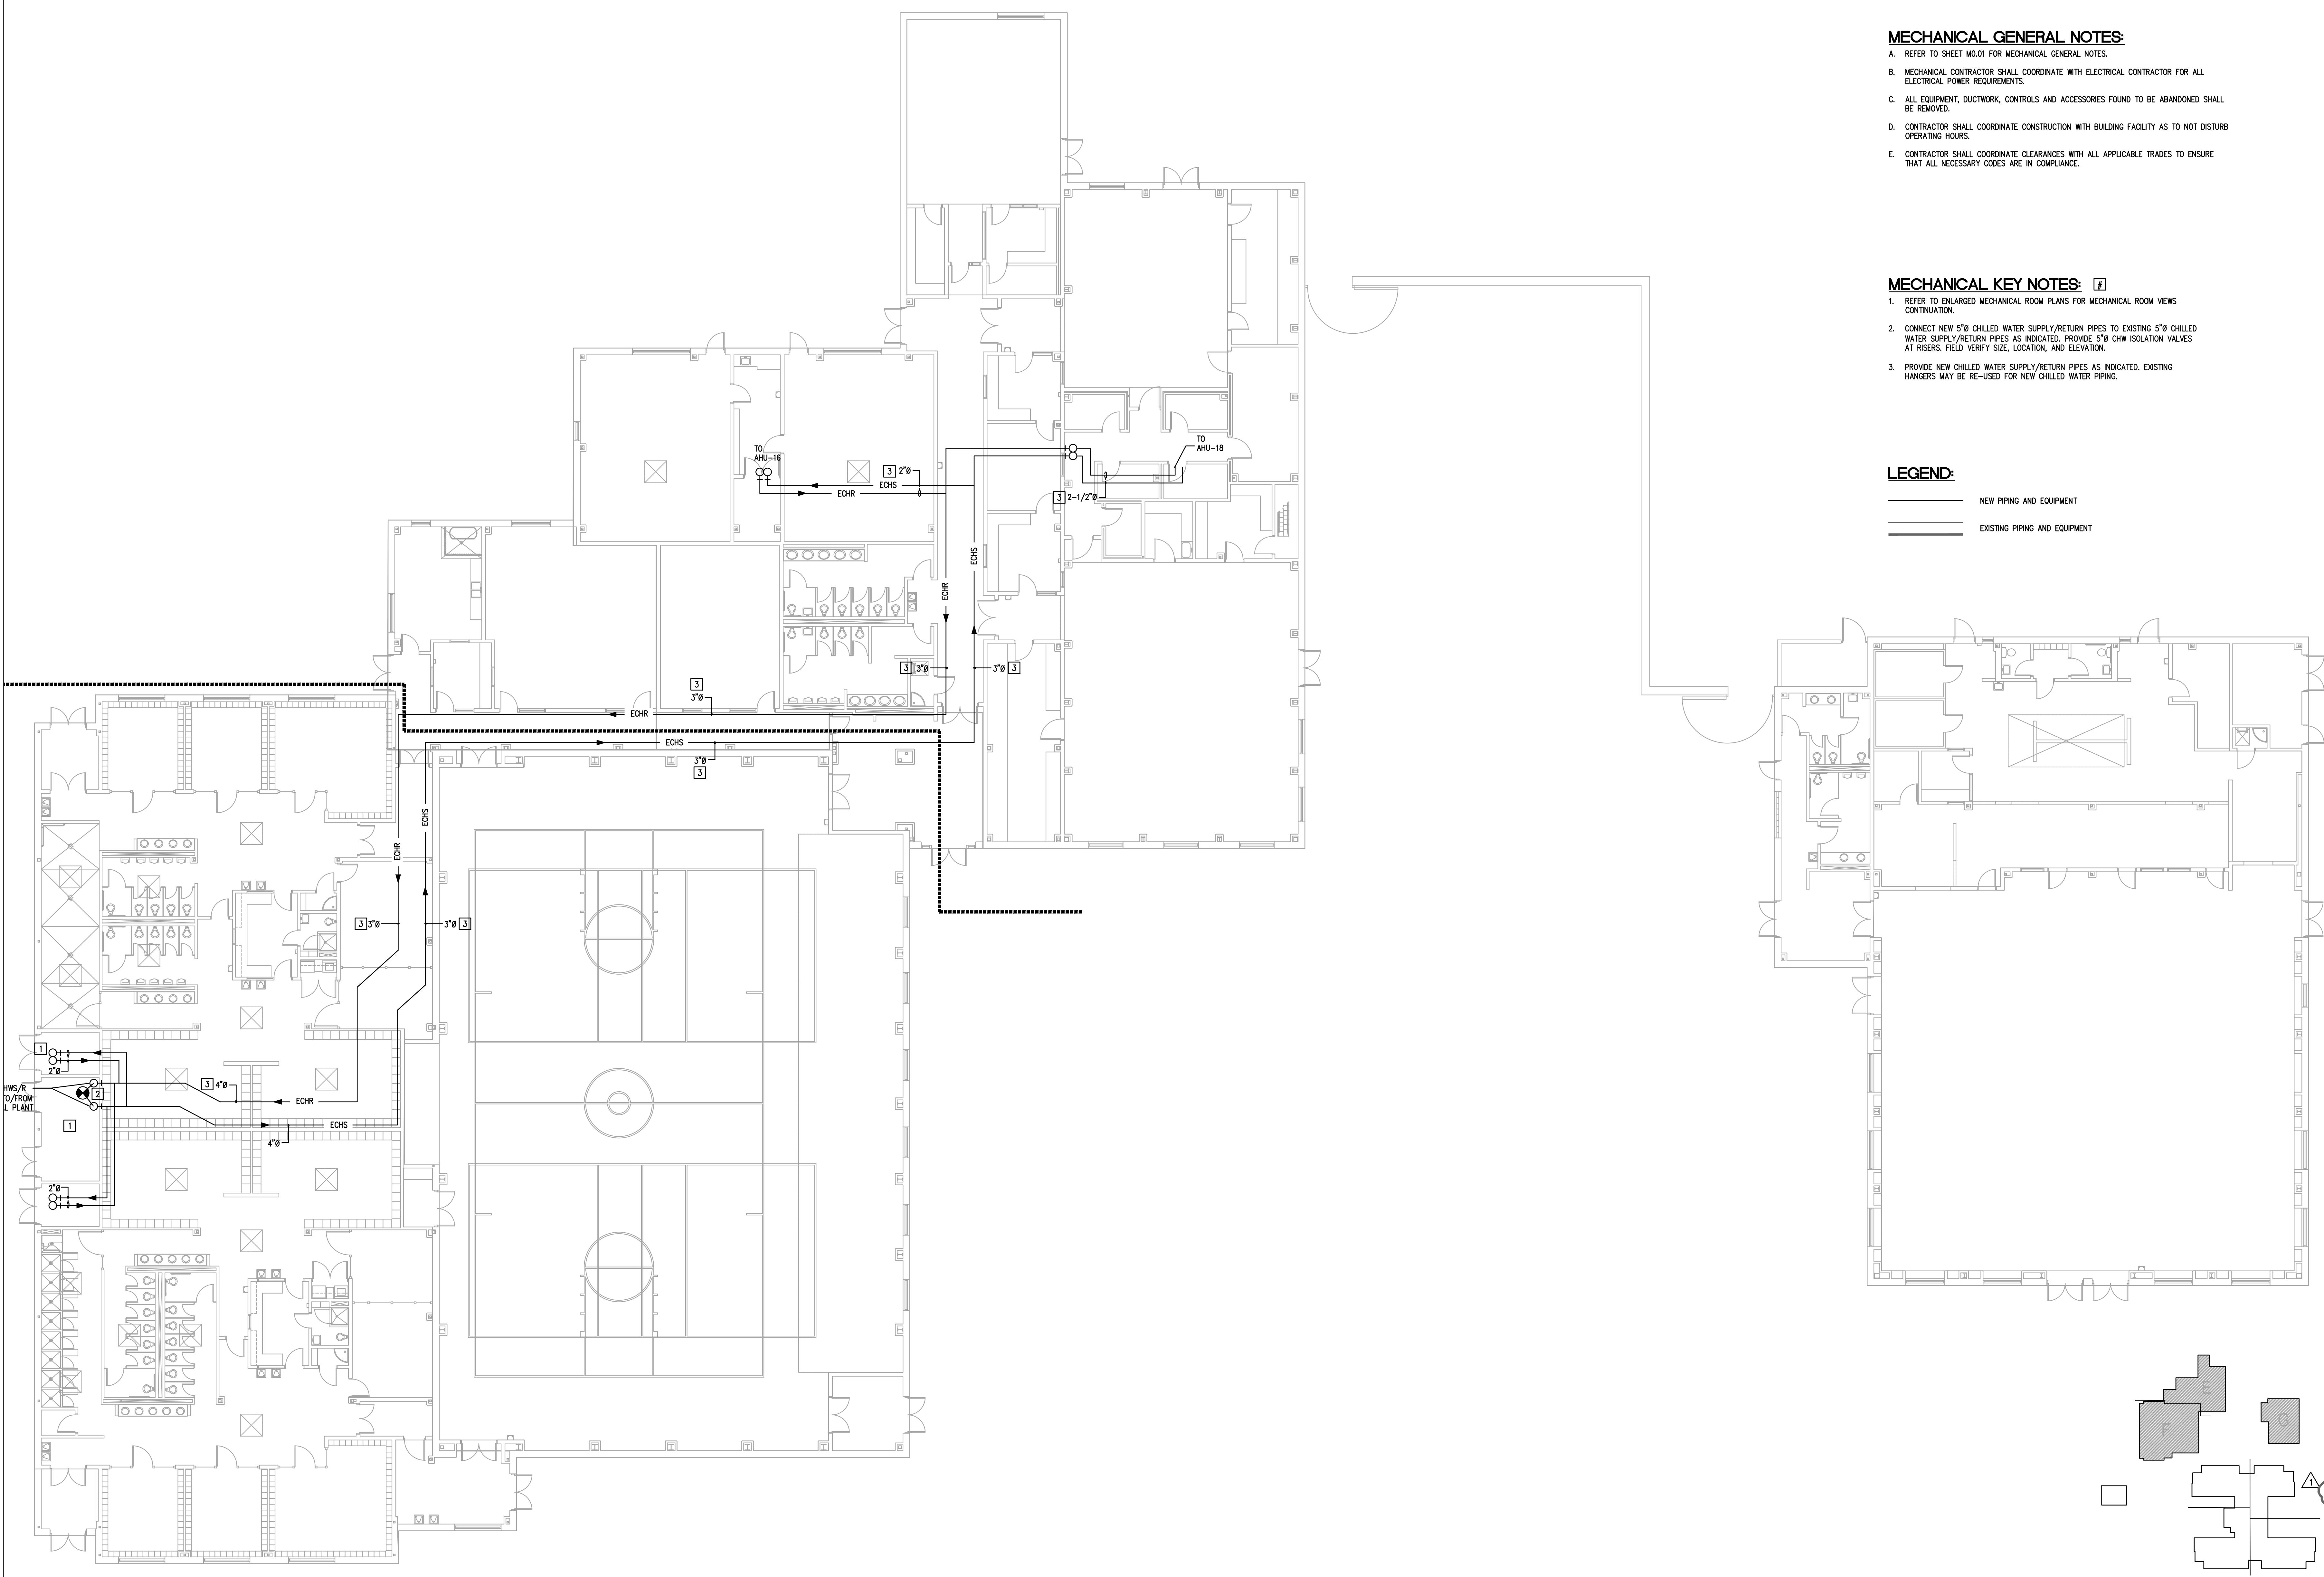 MECHANICAL GENERAL NOTES:
A. REFER TO SHEET M0.01 FOR MECHANICAL GENERAL NOTES.
B. MECHANICAL CONTRACTOR SHALL COORDINATE WITH ELECTRICAL CONTRACTOR FOR ALL
ELECTRICAL POWER REQUIREMENTS.
C. ALL EQUIPMENT, DUCTWORK, CONTROLS AND ACCESSORIES FOUND TO BE ABANDONED SHALL
BE REMOVED.
D. CONTRACTOR SHALL COORDINATE CONSTRUCTION WITH BUILDING FACILITY AS TO NOT DISTURB
OPERATING HOURS.
E. CONTRACTOR SHALL COORDINATE CLEARANCES WITH ALL APPLICABLE TRADES TO ENSURE
THAT ALL NECESSARY CODES ARE IN COMPLIANCE.
MECHANICAL KEY NOTES: #
1. REFER TO ENLARGED MECHANICAL ROOM PLANS FOR MECHANICAL ROOM VIEWS
CONTINUATION.
2. CONNECT NEW 5"Ø CHILLED WATER SUPPLY/RETURN PIPES TO EXISTING 5"Ø CHILLED
WATER SUPPLY/RETURN PIPES AS INDICATED. PROVIDE 5"Ø CHW ISOLATION VALVES
AT RISERS. FIELD VERIFY SIZE, LOCATION, AND ELEVATION.
3. PROVIDE NEW CHILLED WATER SUPPLY/RETURN PIPES AS INDICATED. EXISTING
HANGERS MAY BE RE-USED FOR NEW CHILLED WATER PIPING.
LEGEND:
NEW PIPING AND EQUIPMENT
EXISTING PIPING AND EQUIPMENT
TO
AHU-18
TO
AHU-16
3 2"Ø
ECHS
ECHR
3 2-1/2"Ø
ECHS
ECHR
3 3"Ø
3"Ø 3
3
3"Ø
ECHR
ECHS
3"Ø
3
ECHS
ECHR
3 3"Ø
3"Ø 3
1
2"Ø
3 4"Ø
HWS/R
TO/FROM
L PLANT
2
ECHR
1
ECHS
4"Ø
2"Ø
E
F
G
1